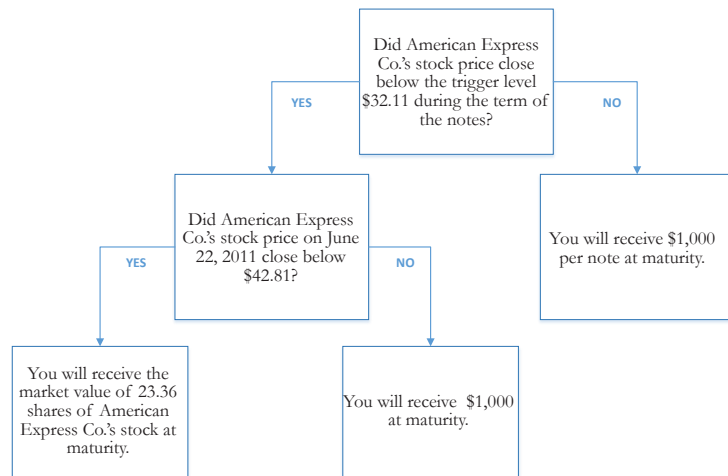 Did American Express
Co.'s stock price close
below the trigger level
$32.11 during the term of
the notes?
YES
NO
Did American Express
Co.'s stock price on June
22, 2011 close below
$42.81?
You will receive $1,000
per note at maturity.
YES
NO
You will receive the
market value of 23.36
shares of American
Express Co.'s stock at
maturity.
You will receive $1,000
at maturity.